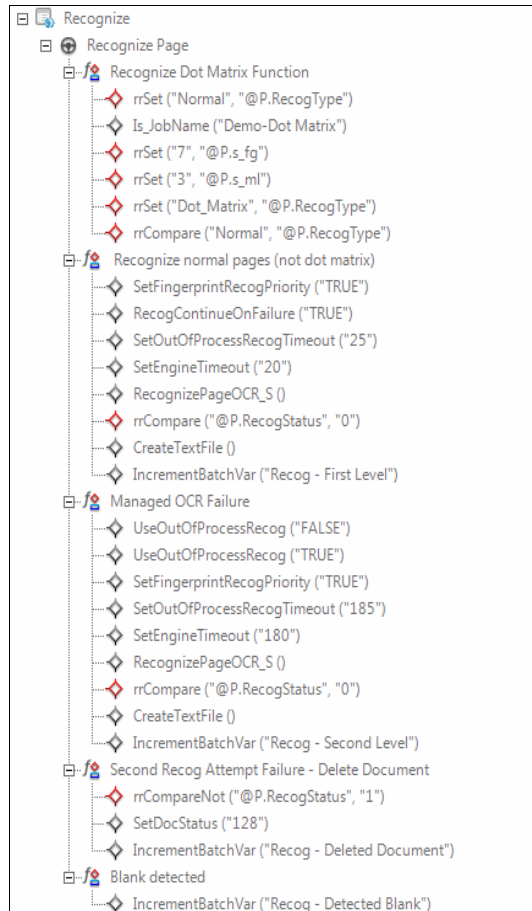 Recognize
Recognize Page
Recognize Dot Matrix Function
rrSet ("Normal", "@P.RecogType")
Is_JobName ("Demo-Dot Matrix")
rrSet ("7", "@P.s_fg")
rrSet ("3", "@P.s_ml")
rrSet ("Dot_Matrix", "@P.RecogType")
rrCompare ("Normal", "@P.RecogType")
Recognize normal pages (not dot matrix)
SetFingerprintRecogPriority ("TRUE")
RecogContinueOnFailure ("TRUE")
SetOutOfProcessRecogTimeout ("25")
SetEngineTimeout ("20")
RecognizePageOCR_S ()
rrCompare ("@P.RecogStatus", "0")
CreateTextFile ()
IncrementBatchVar ("Recog - First Level")
Managed OCR Failure
UseOutOfProcessRecog ("FALSE")
UseOutOfProcessRecog ("TRUE")
SetFingerprintRecogPriority ("TRUE")
SetOutOfProcessRecogTimeout ("185")
SetEngineTimeout ("180")
RecognizePageOCR_S ()
rrCompare ("@P.RecogStatus", "0")
CreateTextFile ()
IncrementBatchVar ("Recog - Second Level")
Second Recog Attempt Failure - Delete Document
rrCompareNot ("@P.RecogStatus", "1")
SetDocStatus ("128")
IncrementBatchVar ("Recog - Deleted Document")
Blank detected
IncrementBatchVar ("Recog - Detected Blank")